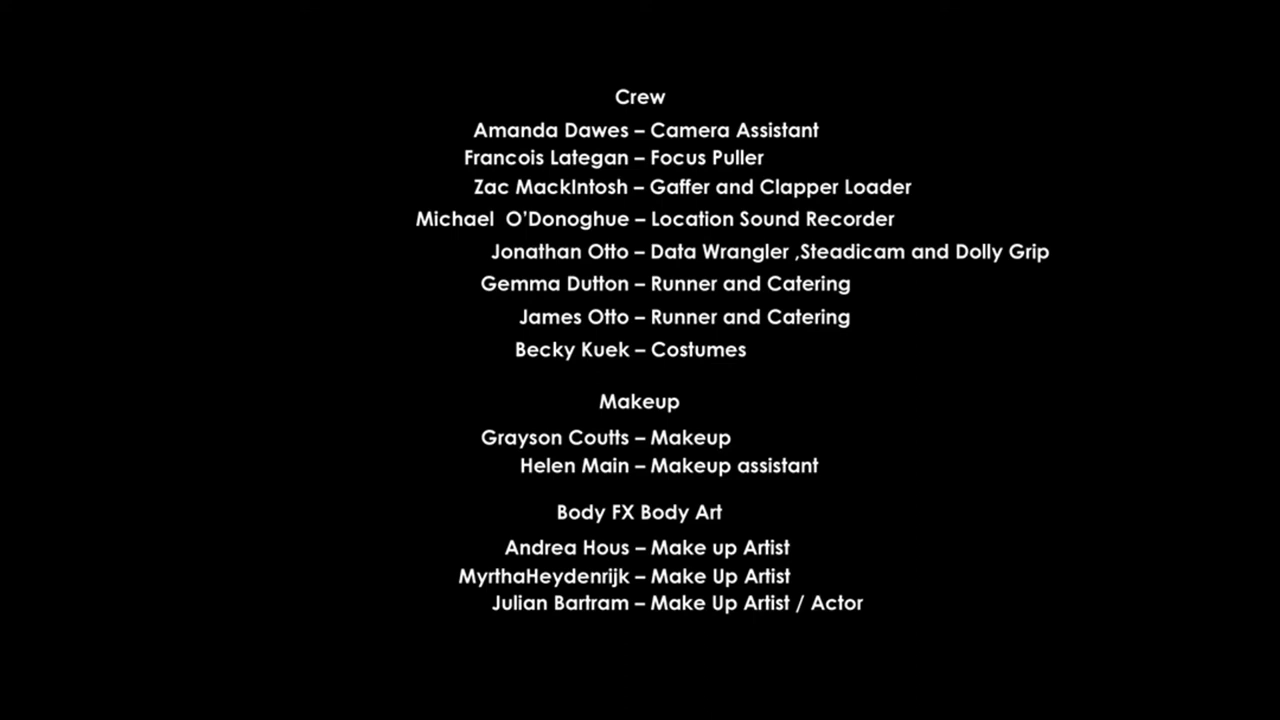 Crew
Amanda Dawes – Camera Assistant
Francois Lategan – Focus Puller
Zac MackIntosh – Gaffer and Clapper Loader
Michael  O’Donoghue – Location Sound Recorder
Jonathan Otto – Data Wrangler ,Steadicam and Dolly Grip
Gemma Dutton – Runner and Catering
James Otto – Runner and Catering
Becky Kuek – Costumes
Makeup
Grayson Coutts – Makeup
Helen Main – Makeup assistant
Body FX Body Art
Andrea Hous – Make up Artist
MyrthaHeydenrijk – Make Up Artist
Julian Bartram – Make Up Artist / Actor